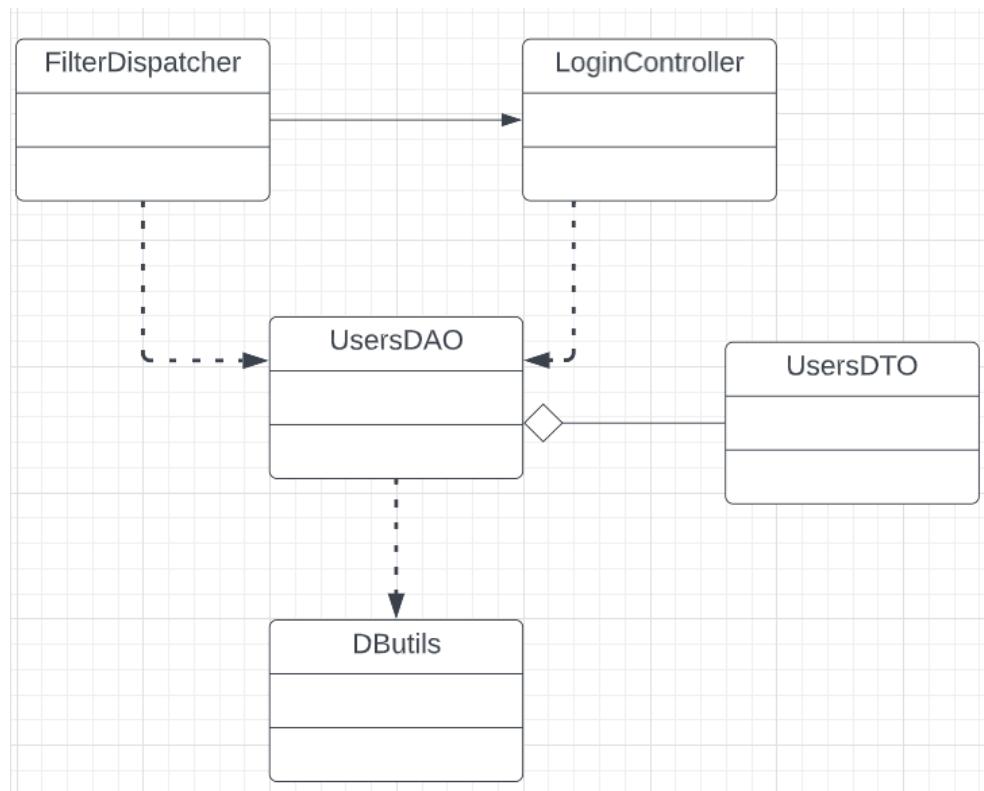 FilterDispatcher
LoginController
UsersDAO
UsersDTO
DButils